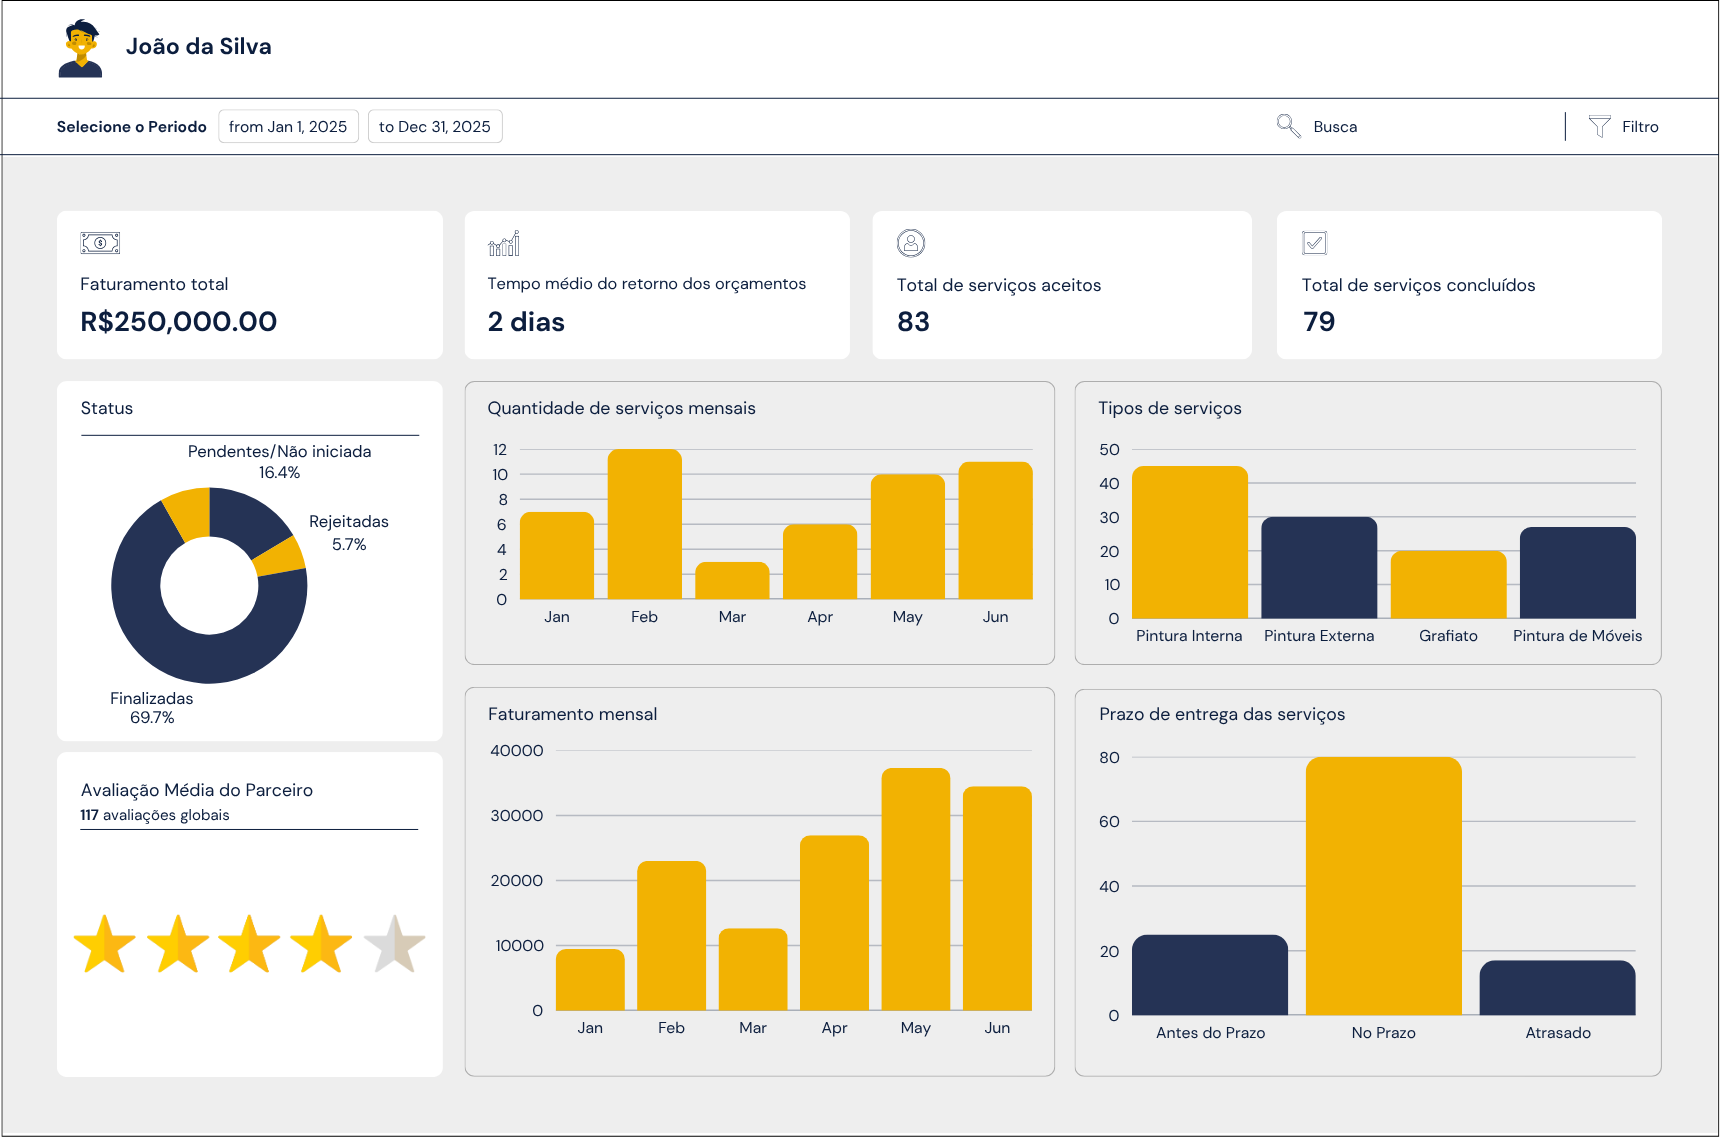 João da Silva
Selecione o Periodo
from Jan 1, 2025
to Dec 31, 2025
Busca
Filtro
$
Faturamento total
R$250,000.00
Tempo médio do retorno dos orçamentos
2 dias
Total de serviços aceitos
83
Total de serviços concluídos
79
Status
Pendentes/Não iniciada
16.4%
Rejeitadas
5.7%
Finalizadas
69.7%
Quantidade de serviços mensais
12
10
8
6
4
2
0
Jan Feb Mar Apr May Jun
Tipos de serviços
50
40
30
20
10
0
Pintura Interna Pintura Externa Grafiato Pintura de Móveis
Avaliação Média do Parceiro
117 avaliações globais
Faturamento mensal
40000
30000
20000
10000
0
Jan Feb Mar Apr May Jun
Prazo de entrega das serviços
80
60
40
20
0
Antes do Prazo No Prazo Atrasado